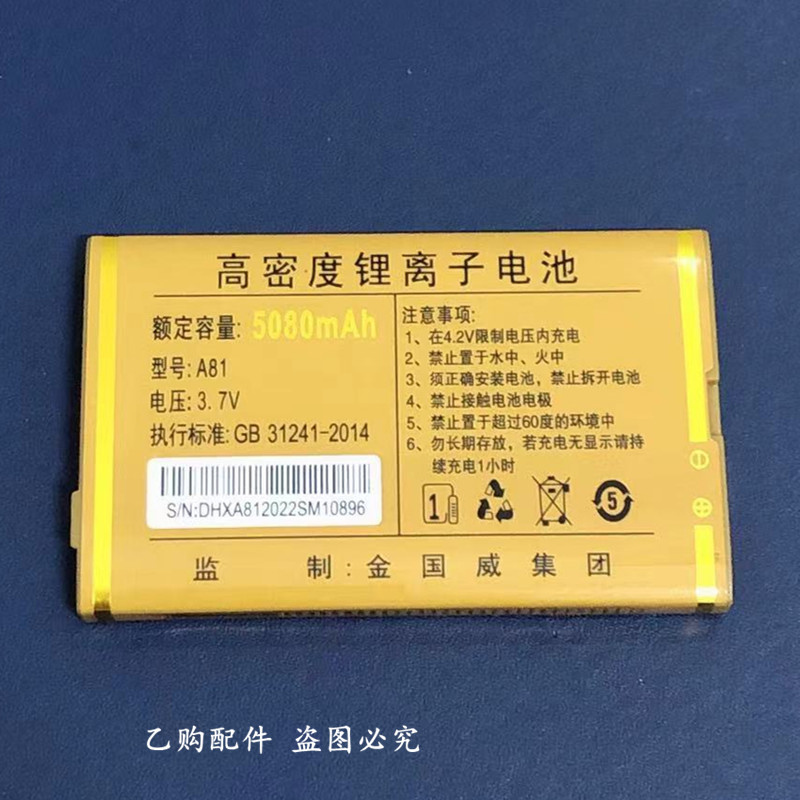 高密度锂离子电池
额定容量: 5080mAh
型号: A81
电压: 3.7V
执行标准: GB 31241-2014
S/N:DHXA812022SM10896
注意事项:
1、在4.2V限制电压内充电
2、禁止置于水中、火中
3、须正确安装电池，禁止拆开电池
4、禁止接触电池电极
5、禁止置于超过60度的环境中
6、勿长期存放，若充电无显示请持
续充电1小时
1
5
⊖
⊕
监 制: 金国威集团
乙购配件 盗图必究